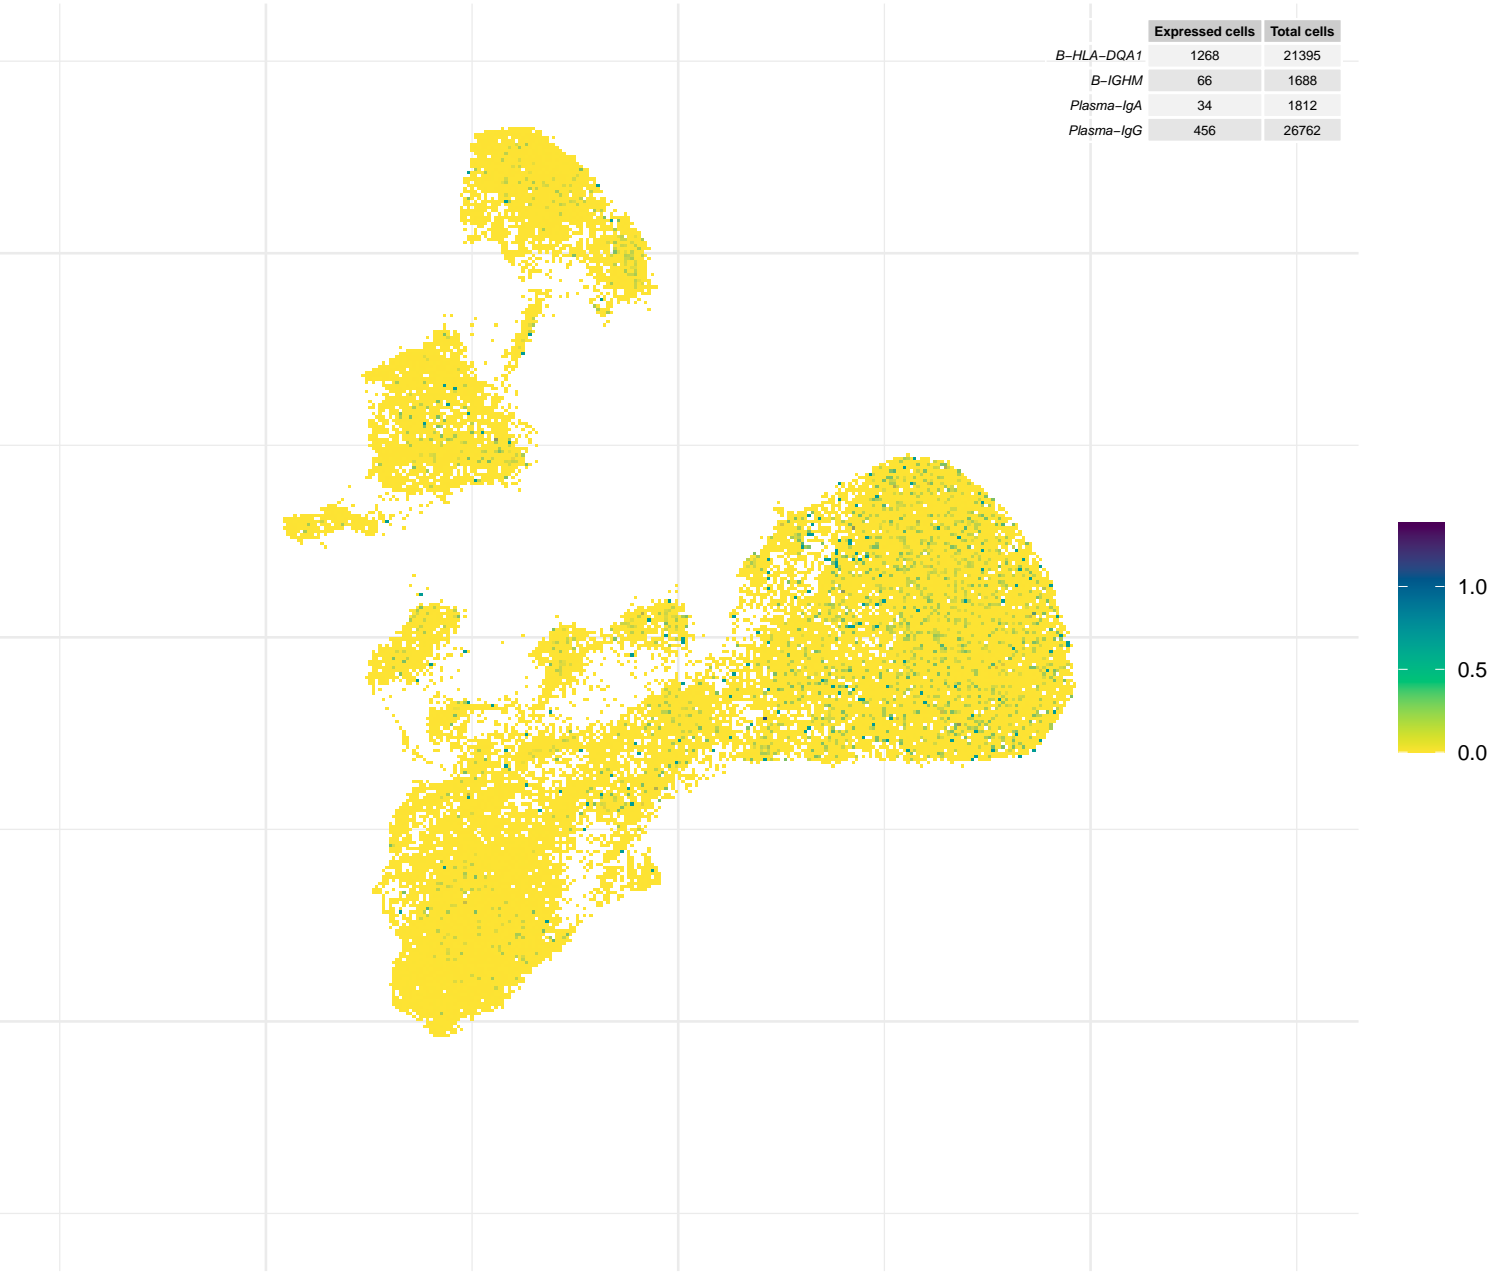 Expressed cells Total cells
B−HLA−DQA1 1268 21395
B−IGHM 66 1688
Plasma−IgA 34 1812
Plasma−IgG 456 26762
1.0
0.5
0.0